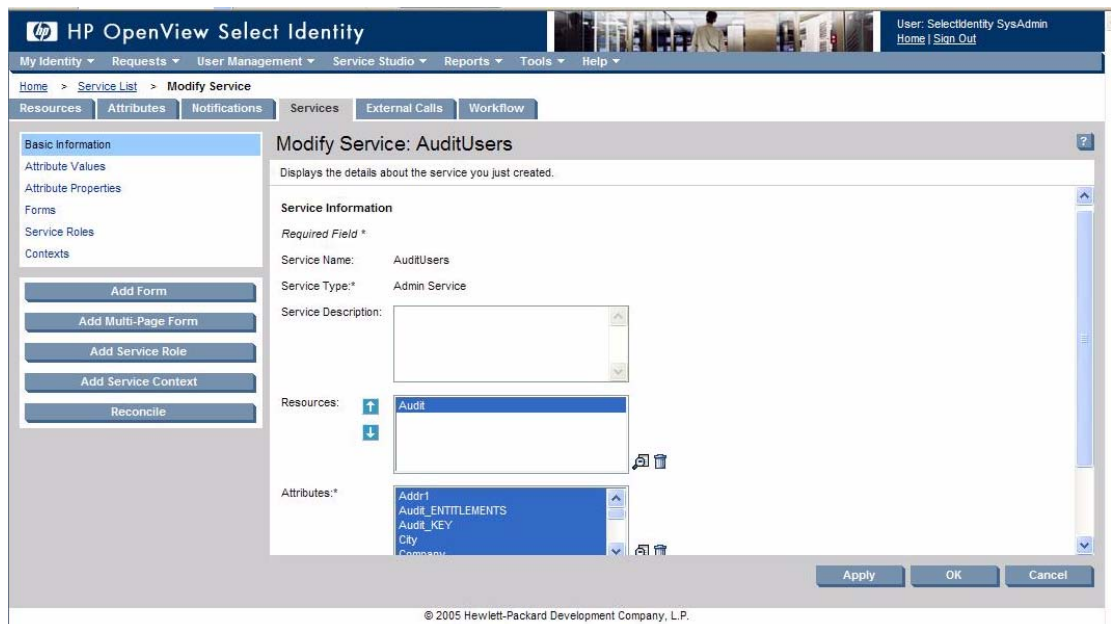 hp HP OpenView Select Identity
User: SelectIdentity SysAdmin
Home | Sign Out
My Identity Requests User Management Service Studio Reports Tools Help
Home > Service List > Modify Service
Resources Attributes Notifications Services External Calls Workflow
Basic Information
Attribute Values
Attribute Properties
Forms
Service Roles
Contexts
Add Form
Add Multi-Page Form
Add Service Role
Add Service Context
Reconcile
Modify Service: AuditUsers
?
Displays the details about the service you just created.
Service Information
Required Field *
Service Name: AuditUsers
Service Type:* Admin Service
Service Description:
Resources: Audit
Attributes:* Addr1
Audit_ENTITLEMENTS
Audit_KEY
City
Company
Apply OK Cancel
© 2005 Hewlett-Packard Development Company, L.P.